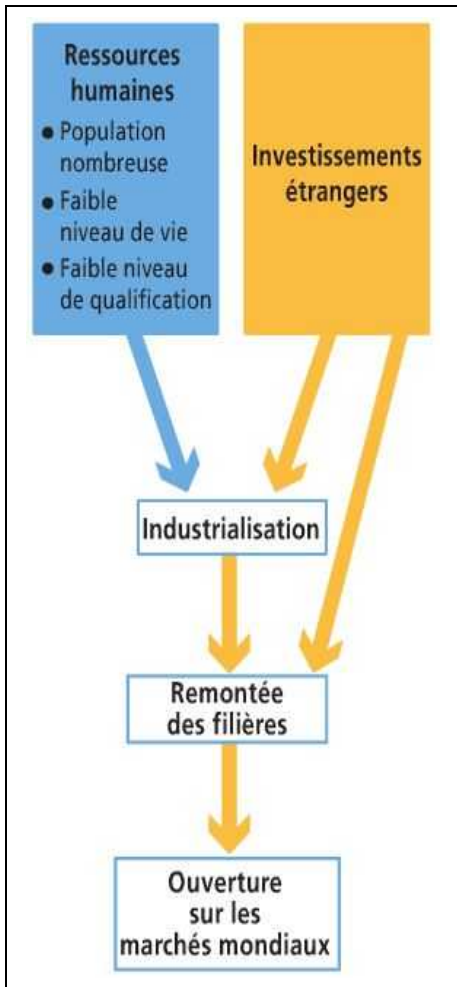 Ressources
humaines
● Population
nombreuse
● Faible
niveau de vie
● Faible niveau
de qualification
Investissements
étrangers
Industrialisation
Remontée
des filières
Ouverture
sur les
marchés mondiaux